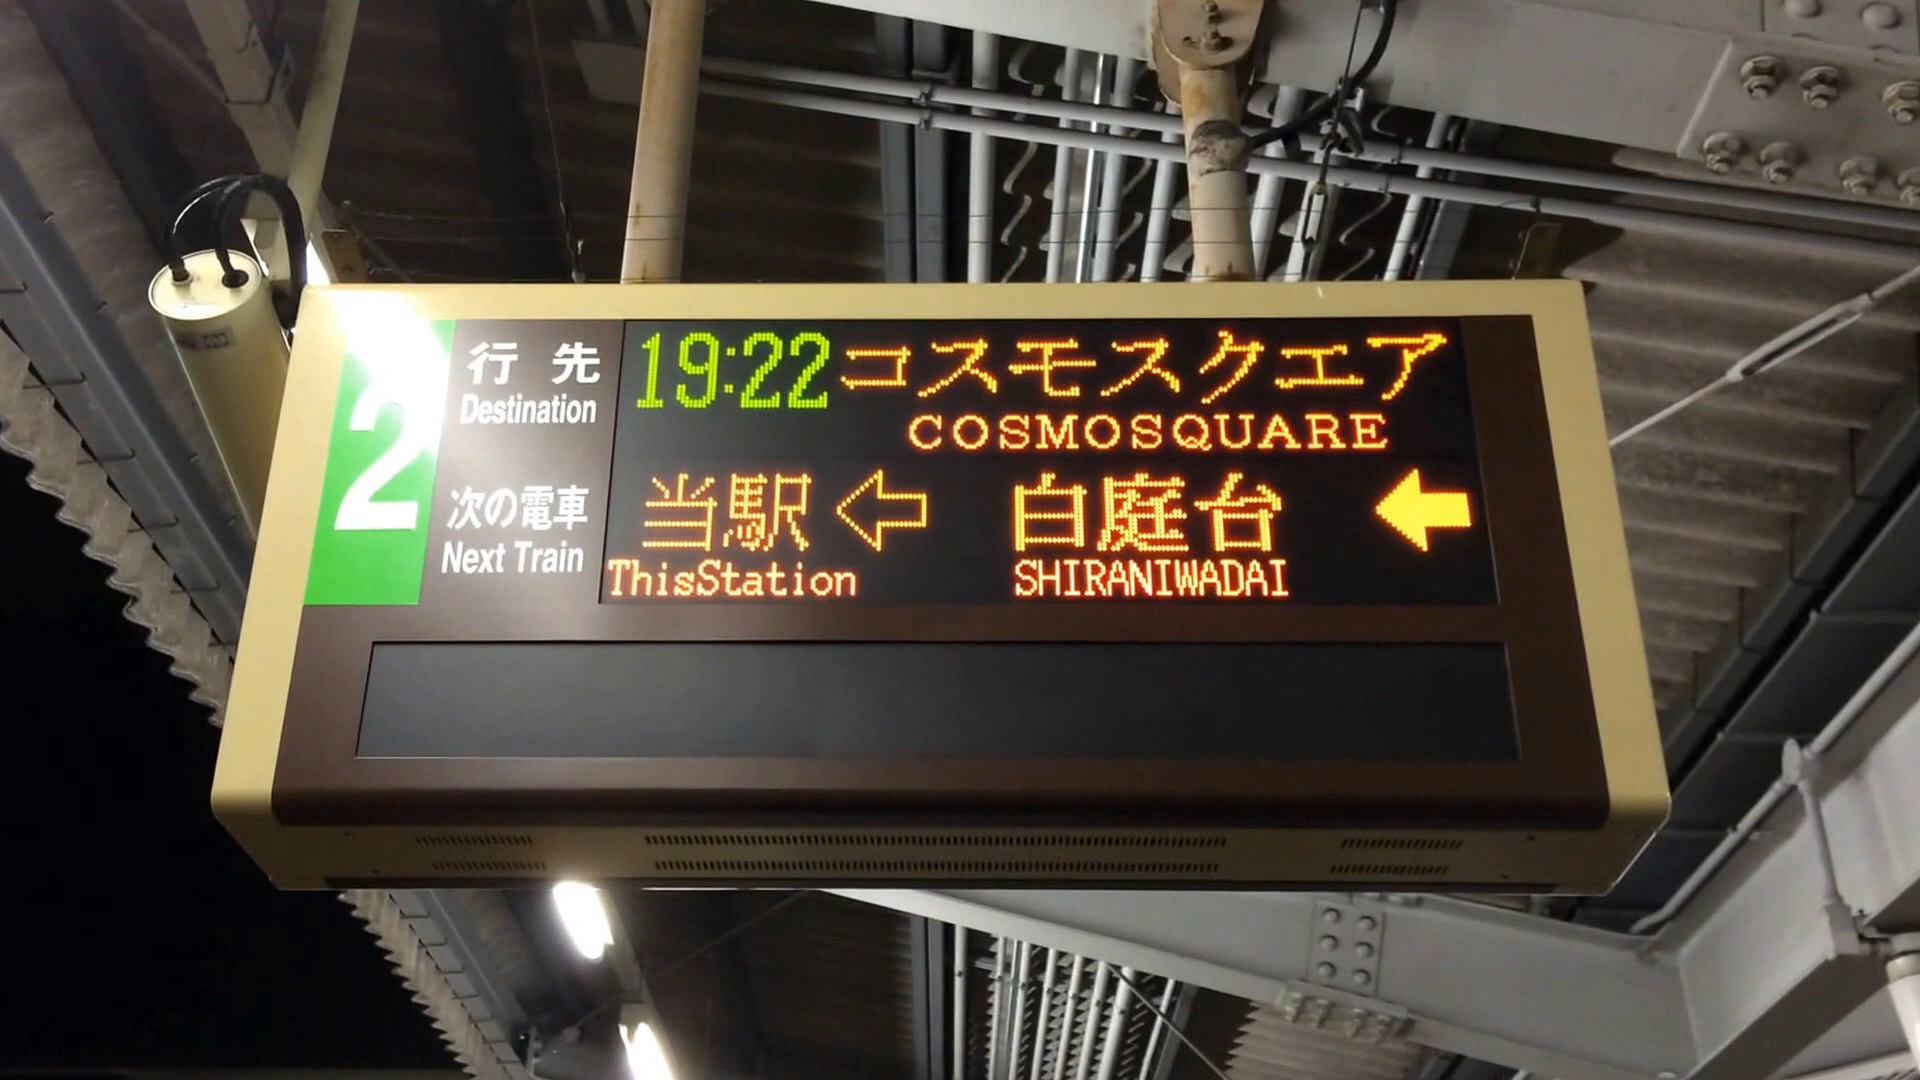 2
行先
Destination
19:22 コスモスクエア
COSMOSQUARE
次の電車
Next Train
当駅 ← 白庭台 ←
ThisStation SHIRANIWADAI